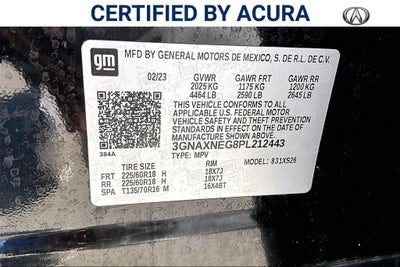 CERTIFIED BY ACURA
ACURA
gm
MFD BY GENERAL MOTORS DE MEXICO, S. DE R.L. DE C.V.
02/23 GVWR GAWR FRT GAWR RR
2025 KG 1175 KG 1200 KG
4464 LB 2590 LB 2645 LB
THIS VEHICLE CONFORMS TO ALL
APPLICABLE U.S. FEDERAL MOTOR
VEHICLE SAFETY, BUMPER, AND THEFT
PREVENTION STANDARDS IN EFFECT ON
THE DATE OF MANUFACTURE SHOWN ABOVE.
384A 3GNAXNEG8PL212443
TYPE: MPV MODEL: 831XS26
TIRE SIZE RIM
FRT 225/60R18 H 18X7J
RR 225/60R18 H 18X7J
SPA T135/70R16 M 16X4BT